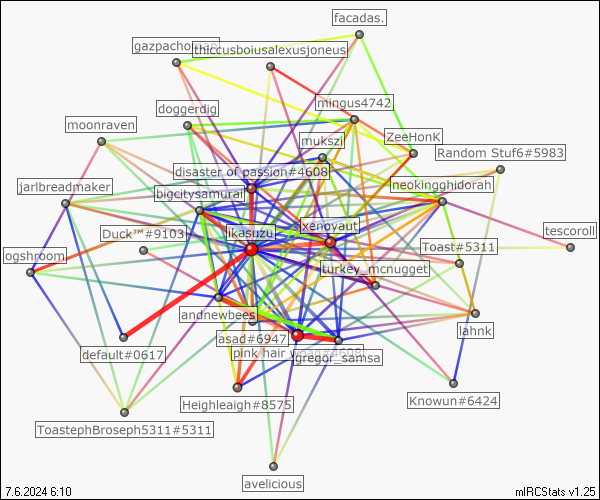 facadas.
gazpacho
thiccusboiusalexusjoneus
mingus4742
doggerdig
moonraven
ZeeHonK
mukszi
Random Stuf6#5983
disaster of passion#4608
neokingghidorah
jarlbreadmaker
bigcitysamurai
Duck™#9103
ikasuzu
xenoyaut
tescoroll
Toast#5311
ogshroom
turkey_mcnugget
andnewbees
lahnk
asad#6947
default#0617
pink hair woag#4608
gregor_samsa
Heighleaigh#8575
Knowun#6424
ToastephBroseph5311#5311
avelicious
7.6.2024 6:10
mIRCStats v1.25